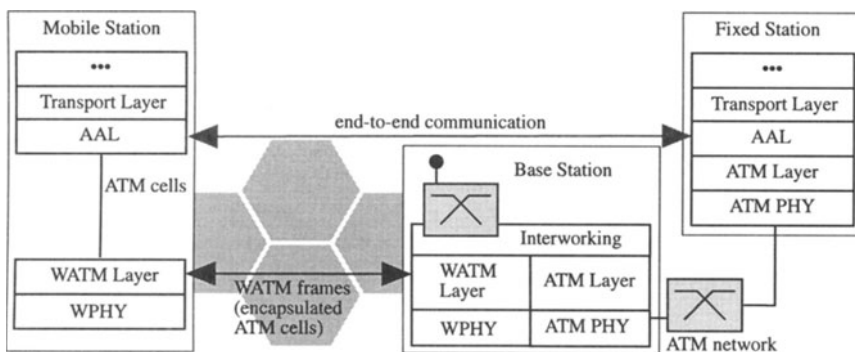 Mobile Station
•••
Transport Layer
AAL
ATM cells
WATM Layer
WPHY
end-to-end communication
WATM frames
(encapsulated
ATM cells)
Base Station
Interworking
WATM
Layer
ATM Layer
WPHY
ATM PHY
Fixed Station
•••
Transport Layer
AAL
ATM Layer
ATM PHY
ATM network